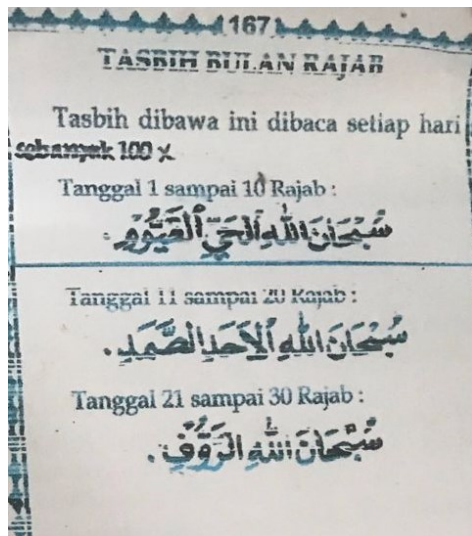 167
TASBIH BULAN RAJAB
Tasbih dibawa ini dibaca setiap hari
sebanyak 100 x
Tanggal 1 sampai 10 Rajab :
سُبْحَانَ اللّٰهِ الْحَيِّ الْقَيُّوْمِ .
Tanggal 11 sampai 20 Rajab :
سُبْحَانَ اللّٰهِ الْاَحَدِ الصَّمَدِ .
Tanggal 21 sampai 30 Rajab :
سُبْحَانَ اللّٰهِ الرَّؤُفِ .